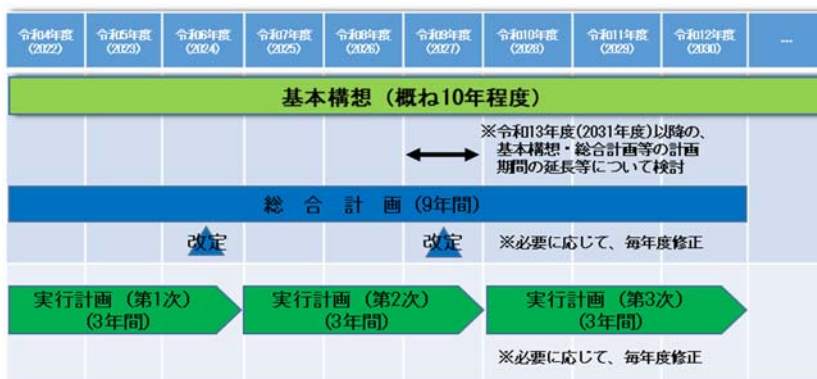 令和4年度 令和5年度 令和6年度 令和7年度 令和8年度 令和9年度 令和10年度 令和11年度 令和12年度 …
(2022) (2023) (2024) (2025) (2026) (2027) (2028) (2029) (2030)
基本構想（概ね10年程度）
※令和13年度(2031年度)以降の、
基本構想・総合計画等の計画
期間の延長等について検討
総合計画(9年間)
改定 改定 ※必要に応じて、毎年度修正
実行計画（第1次） 実行計画（第2次） 実行計画（第3次）
(3年間) (3年間) (3年間)
※必要に応じて、毎年度修正